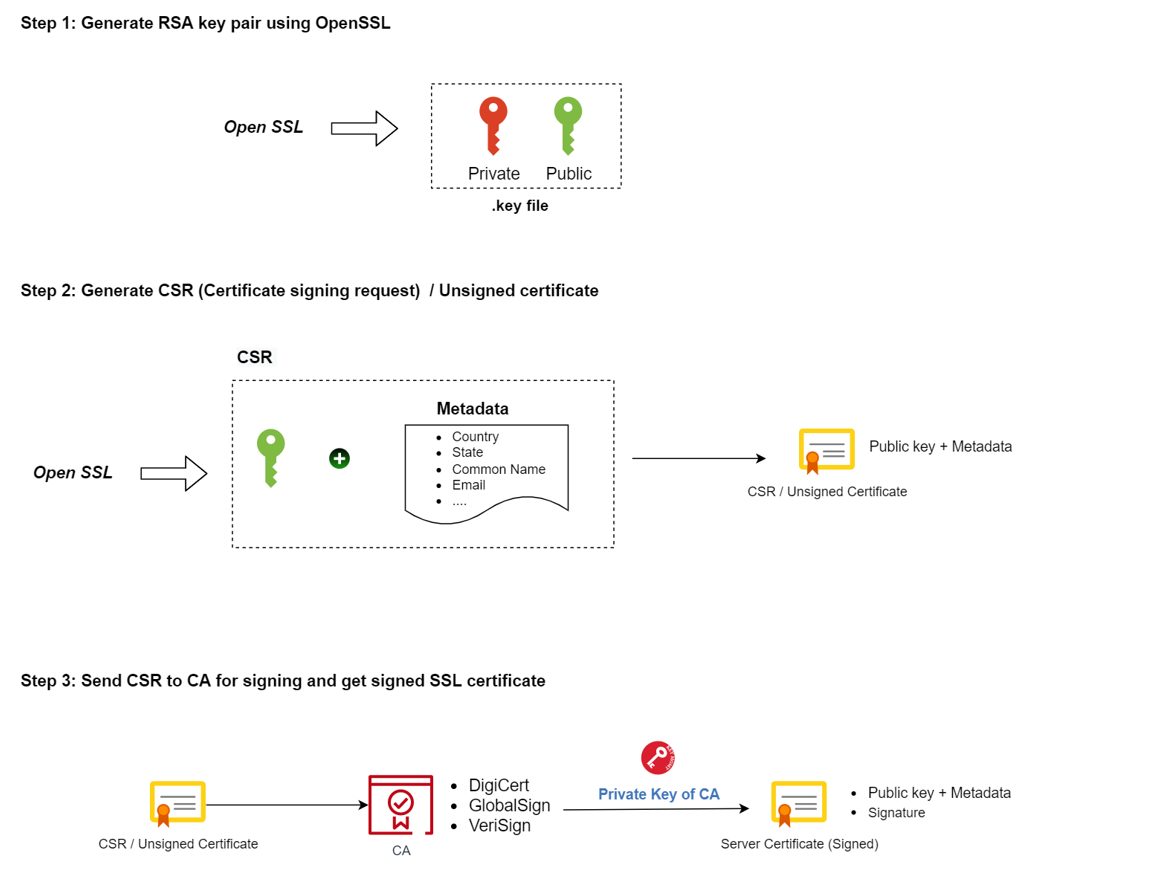 Step 1: Generate RSA key pair using OpenSSL
Open SSL
Private
Public
.key file
Step 2: Generate CSR (Certificate signing request)  / Unsigned certificate
CSR
Metadata
Country
State
Common Name
Email
....
Open SSL
Public key + Metadata
CSR / Unsigned Certificate
Step 3: Send CSR to CA for signing and get signed SSL certificate
CSR / Unsigned Certificate
CA
DigiCert
GlobalSign
VeriSign
Private Key of CA
Public key + Metadata
Signature
Server Certificate (Signed)